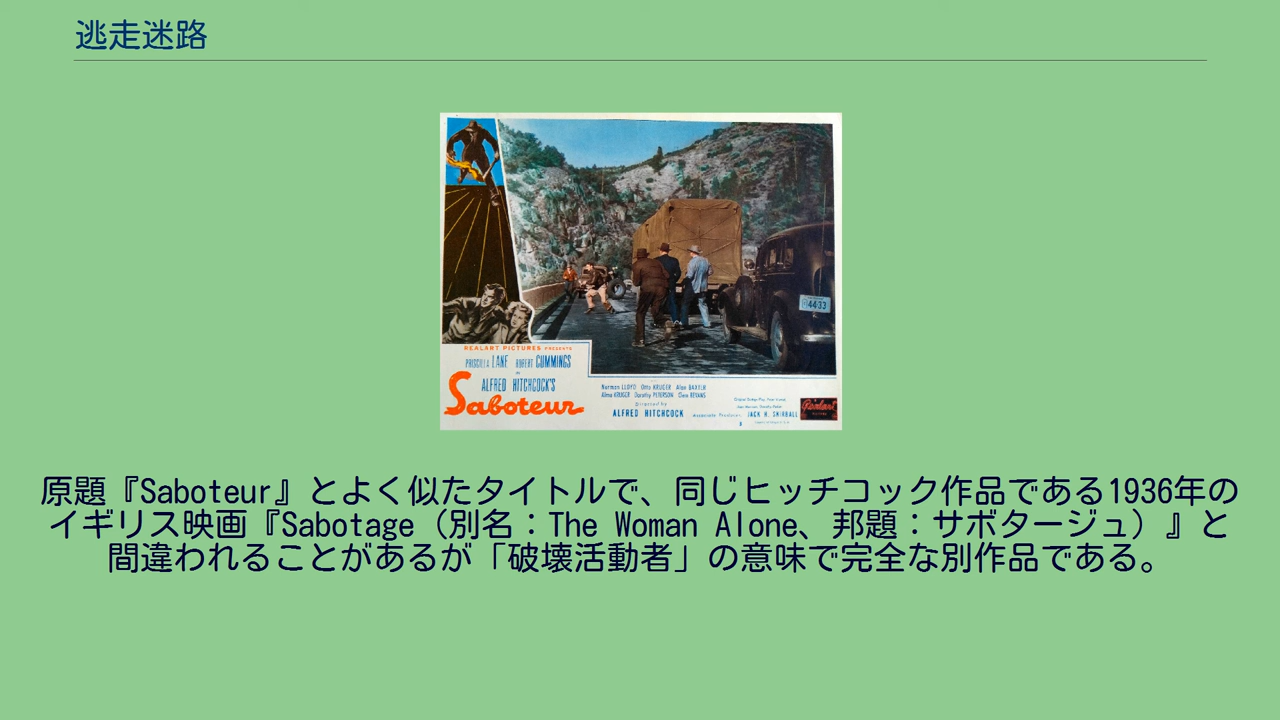 逃走迷路
4433
REALART PICTURES PRESENTS
PRISCILLA LANE ROBERT CUMMINGS
IN
ALFRED HITCHCOCK'S
Saboteur
Norman LLOYD Otto KRUGER Alan BAXTER
Alma KRUGER Dorothy PETERSON Clem BEVANS
Directed by
ALFRED HITCHCOCK
Associate Producer, JACK H. SKIRBALL
Realart
原題『Saboteur』とよく似たタイトルで、同じヒッチコック作品である1936年の
イギリス映画『Sabotage（別名：The Woman Alone、邦題：サボタージュ）』と
間違われることがあるが「破壊活動者」の意味で完全な別作品である。